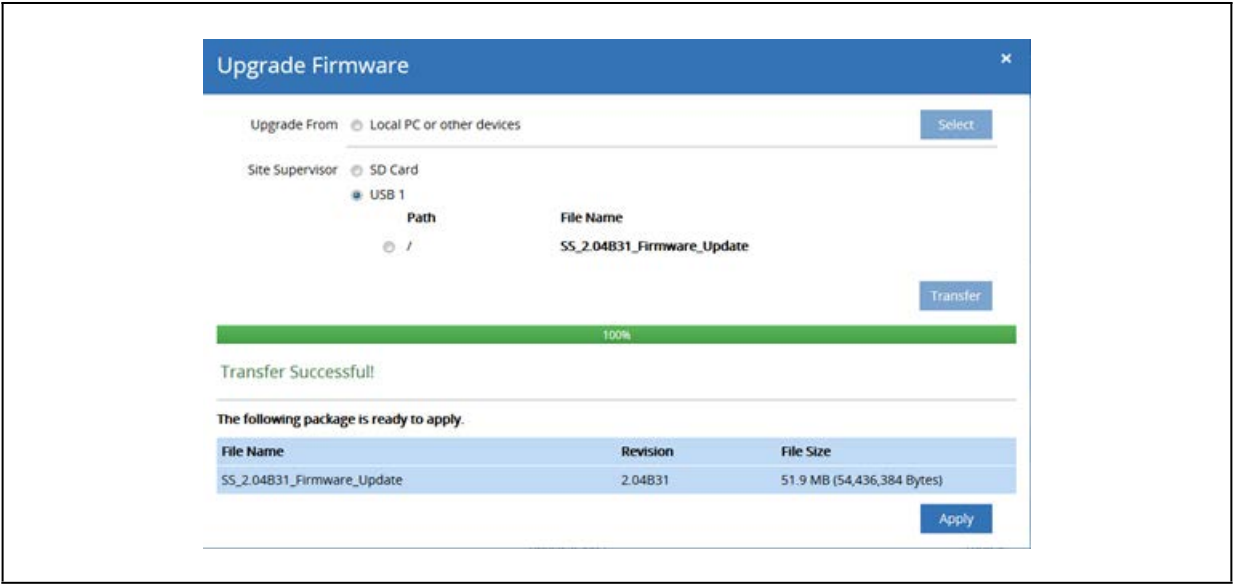 Upgrade Firmware ×
Upgrade From Local PC or other devices Select
Site Supervisor SD Card
USB 1
Path File Name
/ SS_2.04B31_Firmware_Update
Transfer
100%
Transfer Successful!
The following package is ready to apply.
File Name Revision File Size
SS_2.04B31_Firmware_Update 2.04B31 51.9 MB (54,436,384 Bytes)
Apply